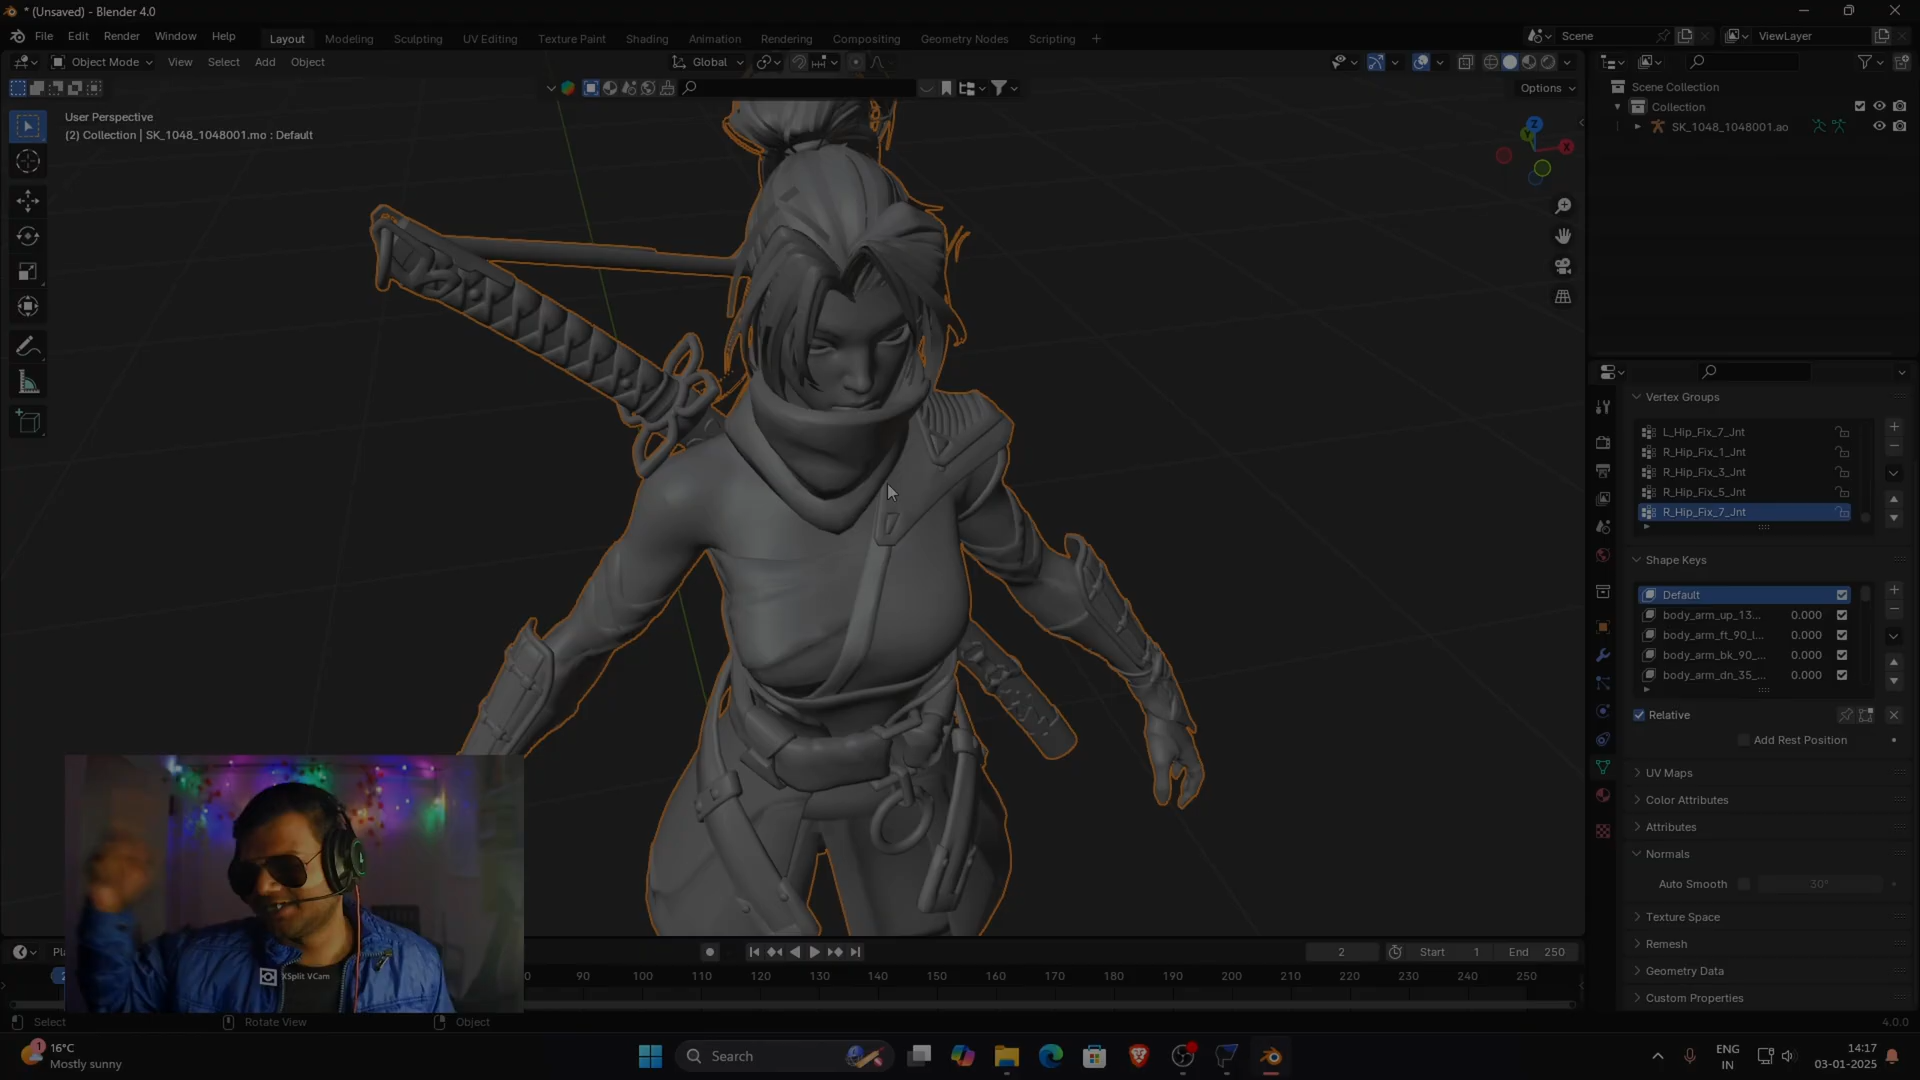 * (Unsaved) - Blender 4.0
File Edit Render Window Help
Layout Modeling Sculpting UV Editing Texture Paint Shading Animation Rendering Compositing Geometry Nodes Scripting +
Scene
ViewLayer
Object Mode View Select Add Object
Global
Options
User Perspective
(2) Collection | SK_1048_1048001.mo : Default
Z
Y
X
Scene Collection
Collection
SK_1048_1048001.ao
Vertex Groups
L_Hip_Fix_7_Jnt
R_Hip_Fix_1_Jnt
R_Hip_Fix_3_Jnt
R_Hip_Fix_5_Jnt
R_Hip_Fix_7_Jnt
Shape Keys
Default
body_arm_up_13... 0.000
body_arm_ft_90_l... 0.000
body_arm_bk_90_... 0.000
body_arm_dn_35_... 0.000
Relative
Add Rest Position
UV Maps
Color Attributes
Attributes
Normals
Auto Smooth 30°
Texture Space
Remesh
Geometry Data
Custom Properties
XSplit VCam
2 Start 1 End 250
90 100 110 120 130 140 150 160 170 180 190 200 210 220 230 240 250
Select Rotate View Object
4.0.0
1
16°C
Mostly sunny
Search
ENG
IN
14:17
03-01-2025